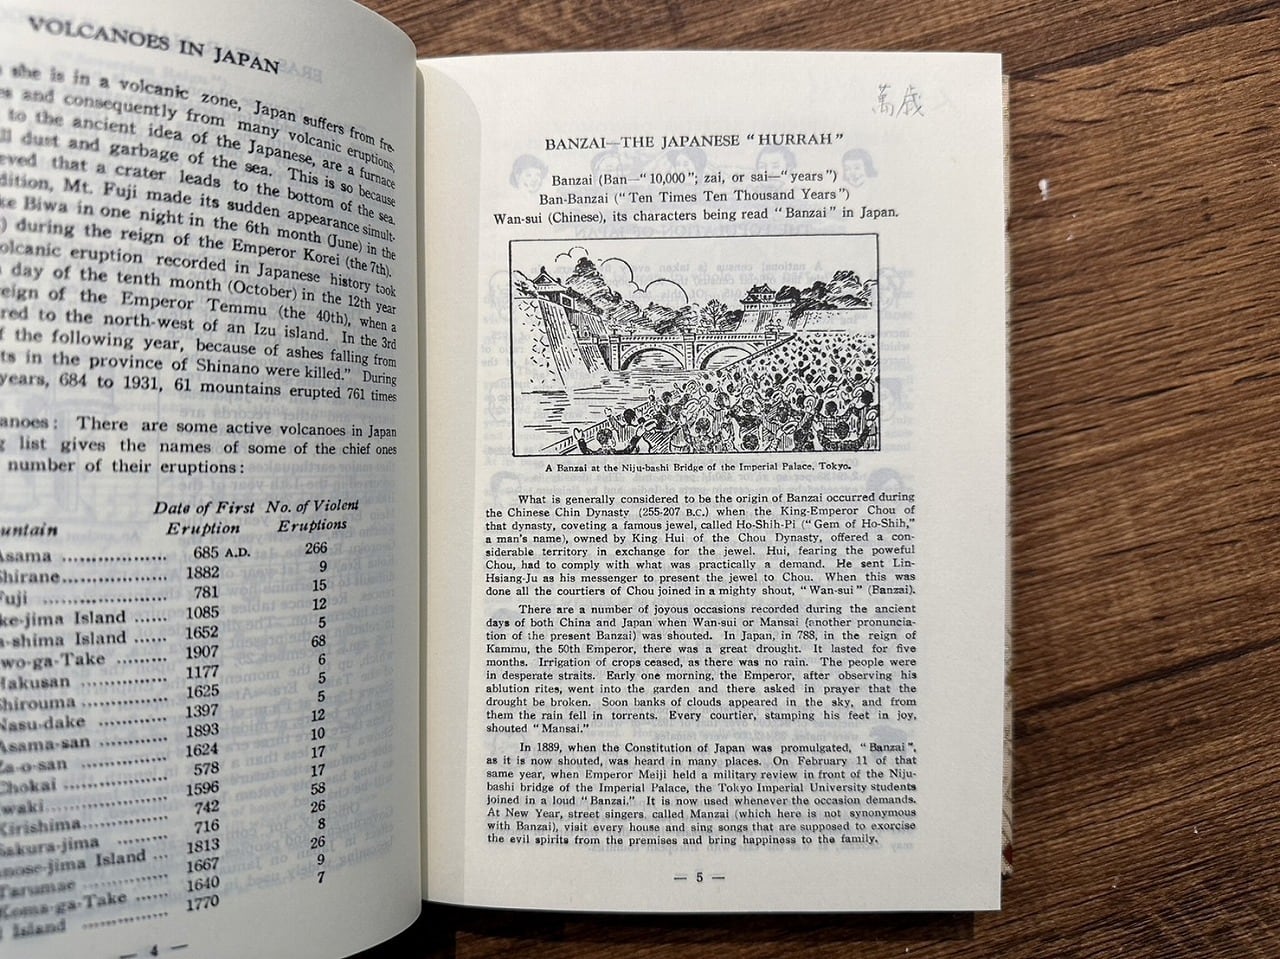 VOLCANOES IN JAPAN
she is in a volcanic zone, Japan suffers from fre-
and consequently from many volcanic eruptions,
to the ancient idea of the Japanese, are a furnace
dust and garbage of the sea. This is so because
that a crater leads to the bottom of the sea.
Mt. Fuji made its sudden appearance simult-
Biwa in one night in the 6th month (June) in the
during the reign of the Emperor Korei (the 7th).
volcanic eruption recorded in Japanese history took
day of the tenth month (October) in the 12th year
reign of the Emperor Temmu (the 40th), when a
to the north-west of an Izu island. In the 3rd
the following year, because of ashes falling from
in the province of Shinano were killed." During
years, 684 to 1931, 61 mountains erupted 761 times
There are some active volcanoes in Japan
list gives the names of some of the chief ones
number of their eruptions:
Date of First No. of Violent
Eruption Eruptions
Asama 685 A.D. 266
Shirane 1882 9
Fuji 781 15
Island 1085 12
Island 1652 5
1907 68
Hakusan 1177 6
Shirouma 1625 5
Nasu-dake 1397 5
Asama-san 1893 12
Za-o-san 1624 10
Chokai 578 17
1596 17
Kirishima 742 58
Sakura-jima 716 26
Island 1813 8
Tarumae 1667 26
Koma-ga-Take 1640 9
Island 1770 7
— 4 —
萬歳
BANZAI—THE JAPANESE "HURRAH"
Banzai (Ban—"10,000"; zai, or sai—"years")
Ban-Banzai ("Ten Times Ten Thousand Years")
Wan-sui (Chinese), its characters being read "Banzai" in Japan.
A Banzai at the Niju-bashi Bridge of the Imperial Palace, Tokyo.
What is generally considered to be the origin of Banzai occurred during
the Chinese Chin Dynasty (255-207 B.C.) when the King-Emperor Chou of
that dynasty, coveting a famous jewel, called Ho-Shih-Pi ("Gem of Ho-Shih,"
a man's name), owned by King Hui of the Chou Dynasty, offered a con-
siderable territory in exchange for the jewel. Hui, fearing the powerful
Chou, had to comply with what was practically a demand. He sent Lin-
Hsiang-Ju as his messenger to present the jewel to Chou. When this was
done all the courtiers of Chou joined in a mighty shout, "Wan-sui" (Banzai).
There are a number of joyous occasions recorded during the ancient
days of both China and Japan when Wan-sui or Mansai (another pronuncia-
tion of the present Banzai) was shouted. In Japan, in 788, in the reign of
Kammu, the 50th Emperor, there was a great drought. It lasted for five
months. Irrigation of crops ceased, as there was no rain. The people were
in desperate straits. Early one morning, the Emperor, after observing his
ablution rites, went into the garden and there asked in prayer that the
drought be broken. Soon banks of clouds appeared in the sky, and from
them the rain fell in torrents. Every courtier, stamping his feet in joy,
shouted "Mansai."
In 1889, when the Constitution of Japan was promulgated, "Banzai",
as it is now shouted, was heard in many places. On February 11 of that
same year, when Emperor Meiji held a military review in front of the Niju-
bashi bridge of the Imperial Palace, the Tokyo Imperial University students
joined in a loud "Banzai." It is now used whenever the occasion demands.
At New Year, street singers, called Manzai (which here is not synonymous
with Banzai), visit every house and sing songs that are supposed to exorcise
the evil spirits from the premises and bring happiness to the family.
— 5 —